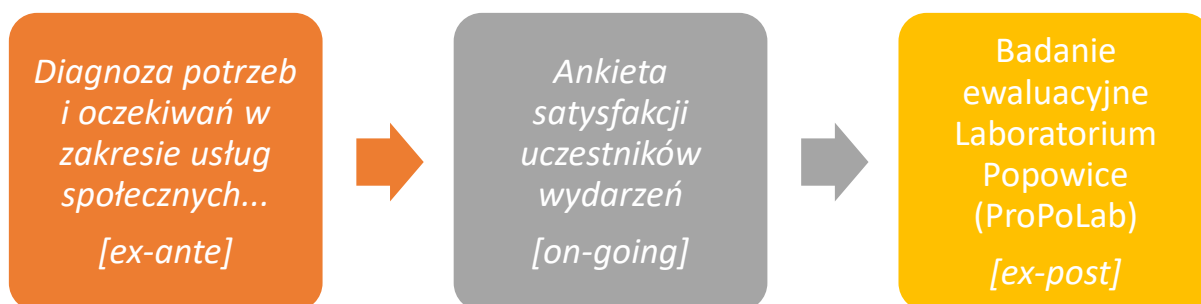 Diagnoza potrzeb
i oczekiwań w
zakresie usług
społecznych...
[ex-ante]
Ankieta
satysfakcji
uczestników
wydarzeń
[on-going]
Badanie
ewaluacyjne
Laboratorium
Popowice
(ProPoLab)
[ex-post]